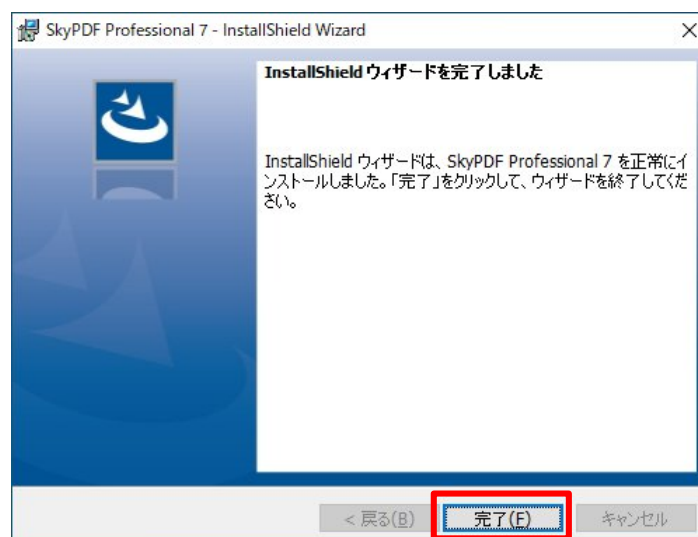 SkyPDF Professional 7 - InstallShield Wizard
InstallShield ウィザードを完了しました
InstallShield ウィザードは、SkyPDF Professional 7 を正常にイ
ンストールしました。「完了」をクリックして、ウィザードを終了してくだ
さい。
< 戻る(B) 完了(F) キャンセル